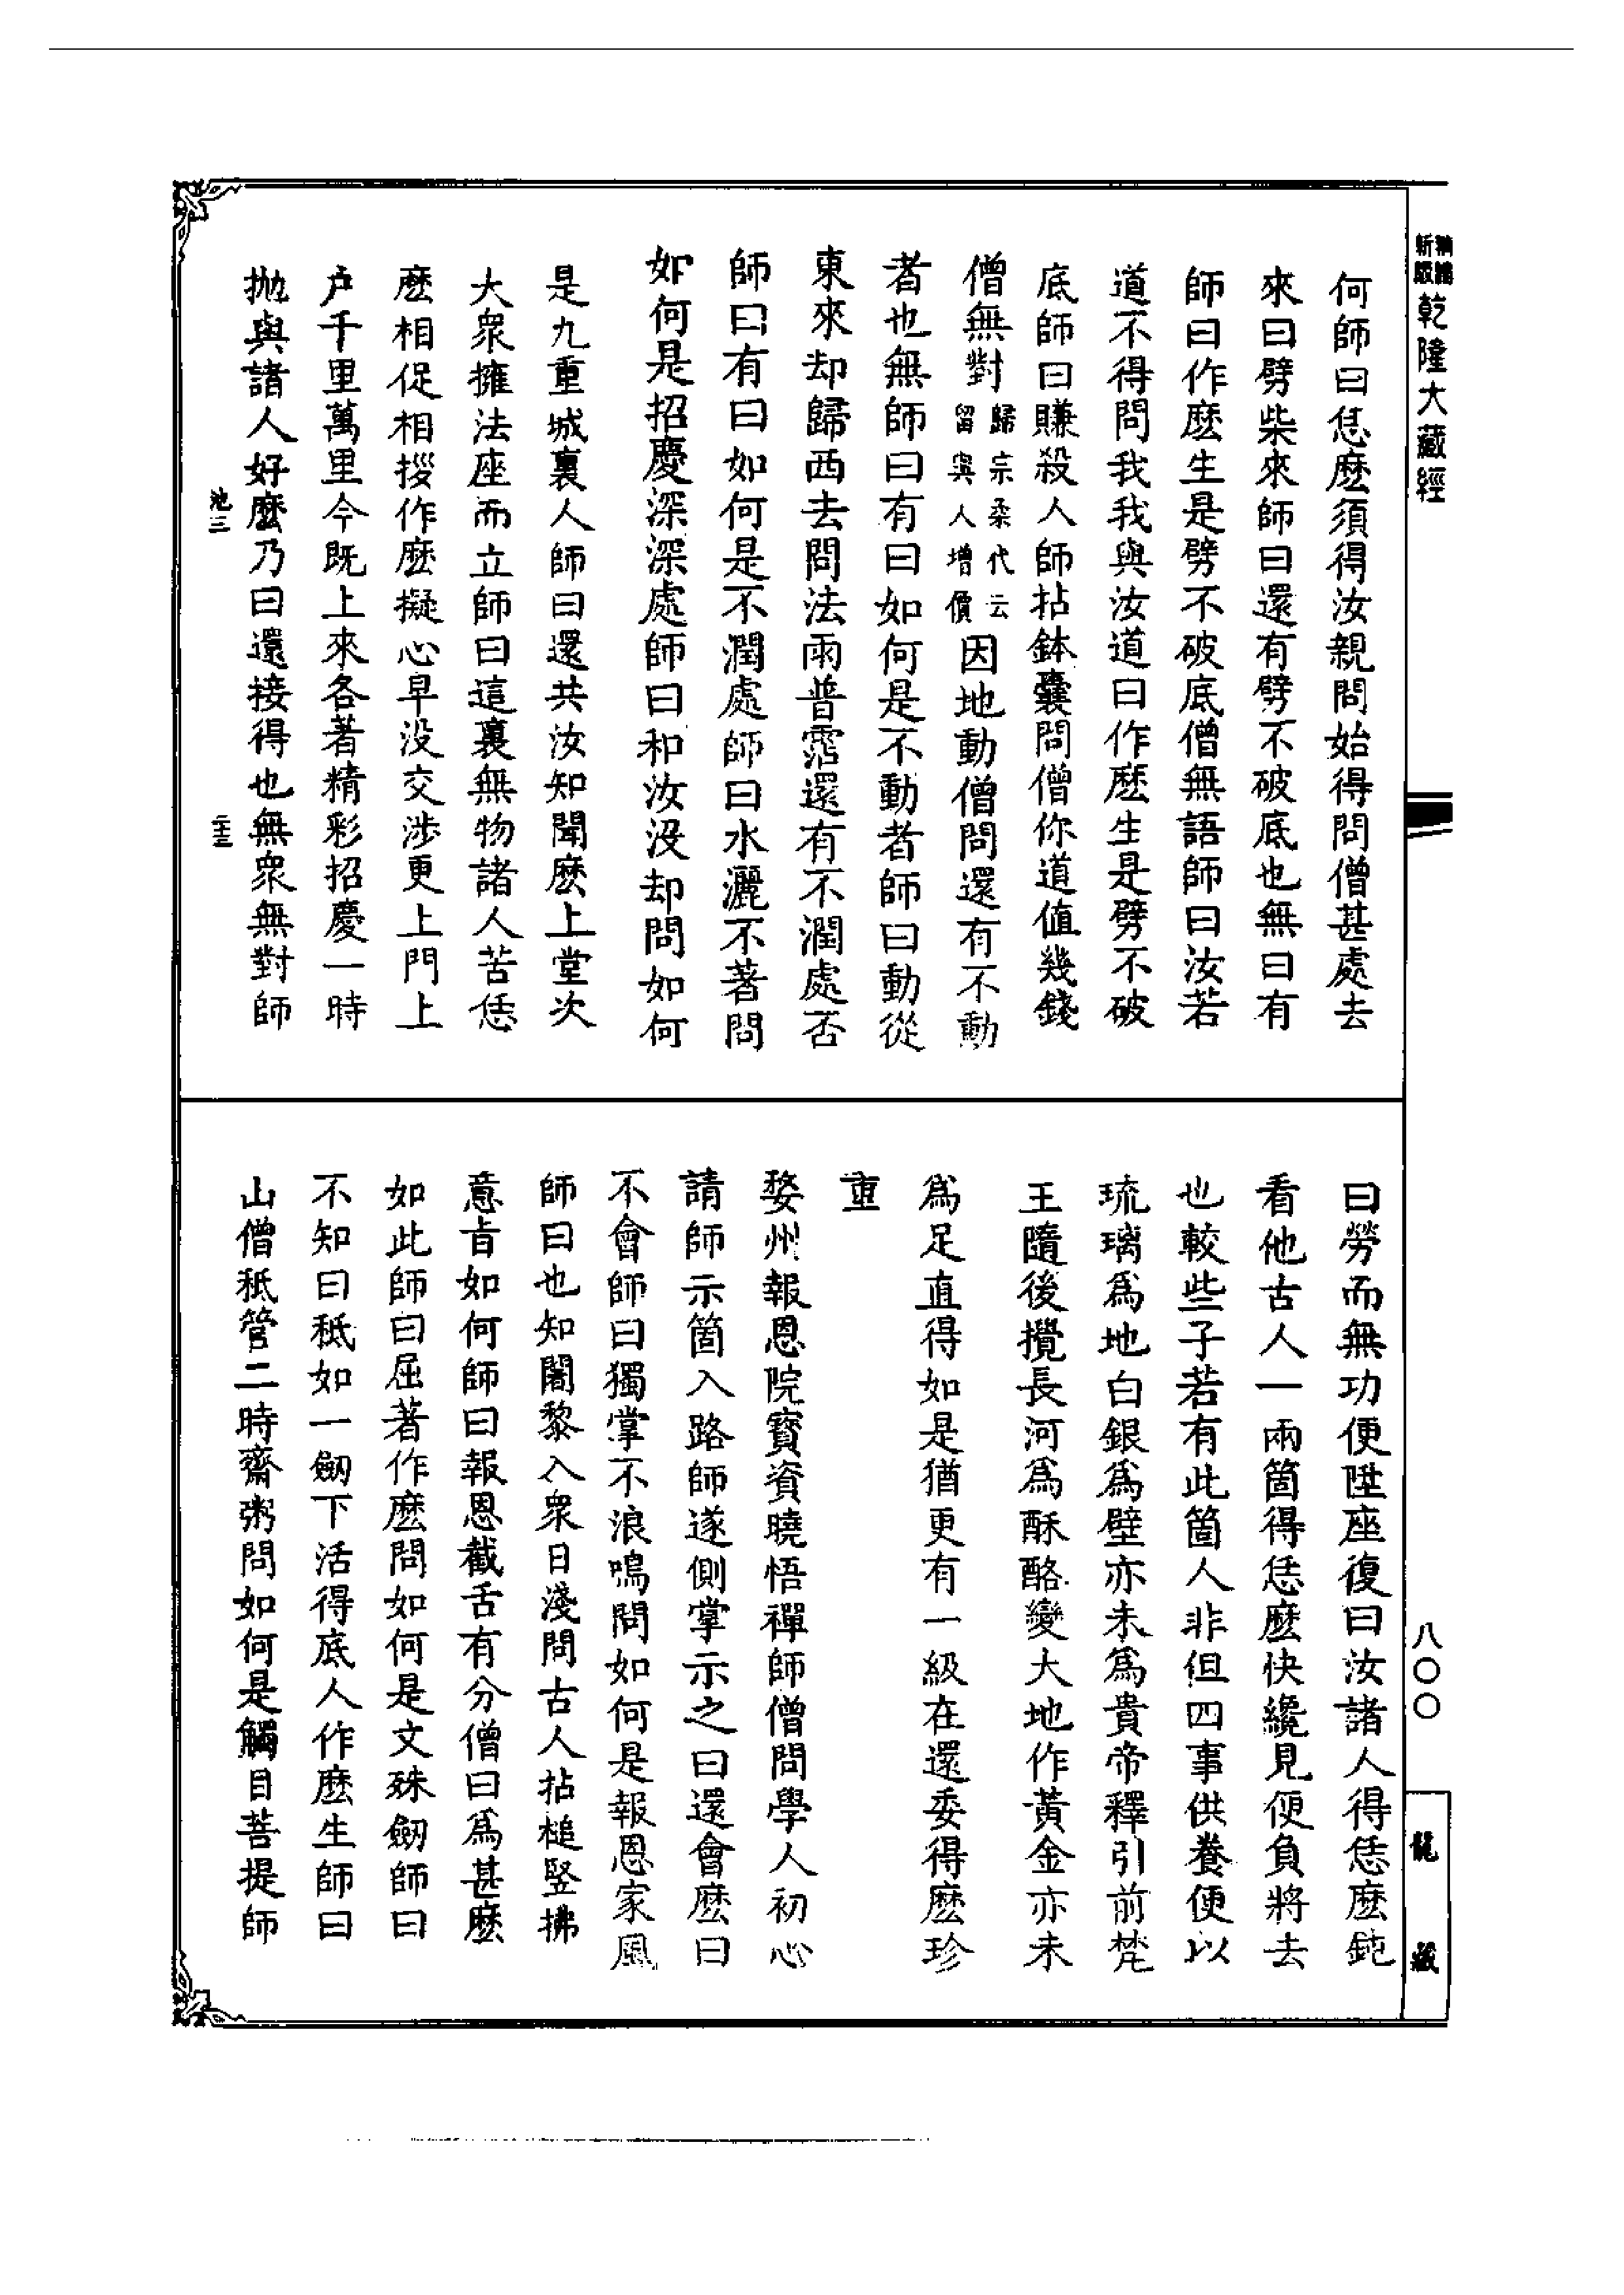 新編
縮版
乾隆大藏經
何師曰恁麽須得汝親問始得問僧甚處去
來曰劈柴來師曰還有劈不破底也無曰有
師曰作麽生是劈不破底僧無語師曰汝若
道不得問我我與汝道曰作麽生是劈不破
底師曰賺殺人師拈鉢囊問僧你道值幾錢
僧無對歸宗柔代云留與人增價因地動僧問還有不動
者也無師曰有曰如何是不動者師曰動從
東來却歸西去問法雨普霑還有不潤處否
師曰有曰如何是不潤處師曰水灑不著問
如何是招慶深深處師曰和汝沒却問如何
是九重城裏人師曰還共汝知聞麽上堂次
大衆擁法座而立師曰這裏無物諸人苦恁
麽相促相拶作麽擬心早没交涉更上門上
户千里萬里今既上來各著精彩招慶一時
抛與諸人好麽乃曰還接得也無衆無對師
池三
三五
曰勞而無功便陞座復曰汝諸人得恁麽鈍
看他古人一兩箇得恁麽快纔見便負將去
也較些子若有此箇人非但四事供養便以
琉璃爲地白銀爲壁亦未爲貴帝釋引前梵
王隨後攪長河爲酥酪變大地作黃金亦未
爲足直得如是猶更有一級在還委得麽珍
重
婺州報恩院寶資曉悟禪師僧問學人初心
請師示箇入路師遂側掌示之曰還會麽曰
不會師曰獨掌不浪鳴問如何是報恩家風
師曰也知闍黎入衆日淺問古人拈槌竪拂
意旨如何師曰報恩截舌有分僧曰爲甚麽
如此師曰屈著作麽問如何是文殊劒師曰
不知曰秖如一劒下活得底人作麽生師曰
山僧秖管二時齋粥問如何是觸目菩提師
八〇〇
龍藏